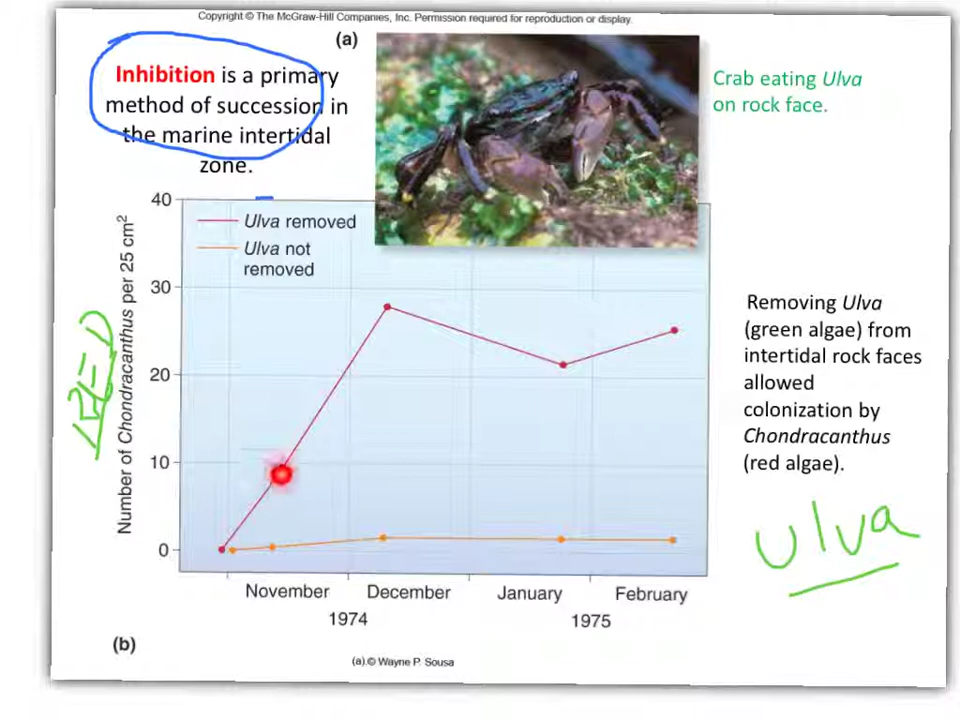 Copyright © The McGraw-Hill Companies, Inc. Permission required for reproduction or display.
(a)
Inhibition is a primary
method of succession in
the marine intertidal
zone.
Crab eating Ulva
on rock face.
40
30
20
10
0
Number of Chondracanthus per 25 cm²
RED
Ulva removed
Ulva not
removed
November
December
January
February
1974
1975
Removing Ulva
(green algae) from
intertidal rock faces
allowed
colonization by
Chondracanthus
(red algae).
Ulva
(b)
(a) © Wayne P. Sousa